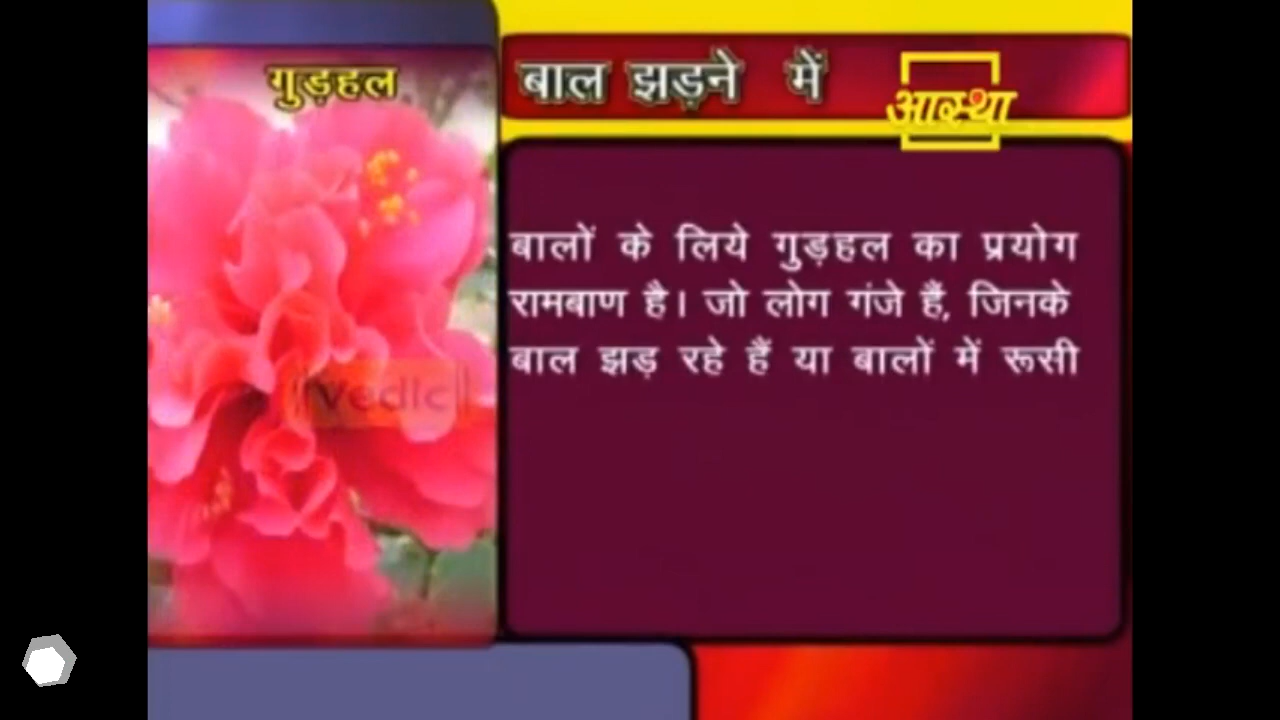 गुड़हल
बाल झड़ने में
आस्था
बालों के लिये गुड़हल का प्रयोग
रामबाण है। जो लोग गंजे हैं, जिनके
बाल झड़ रहे हैं या बालों में रूसी
vedic